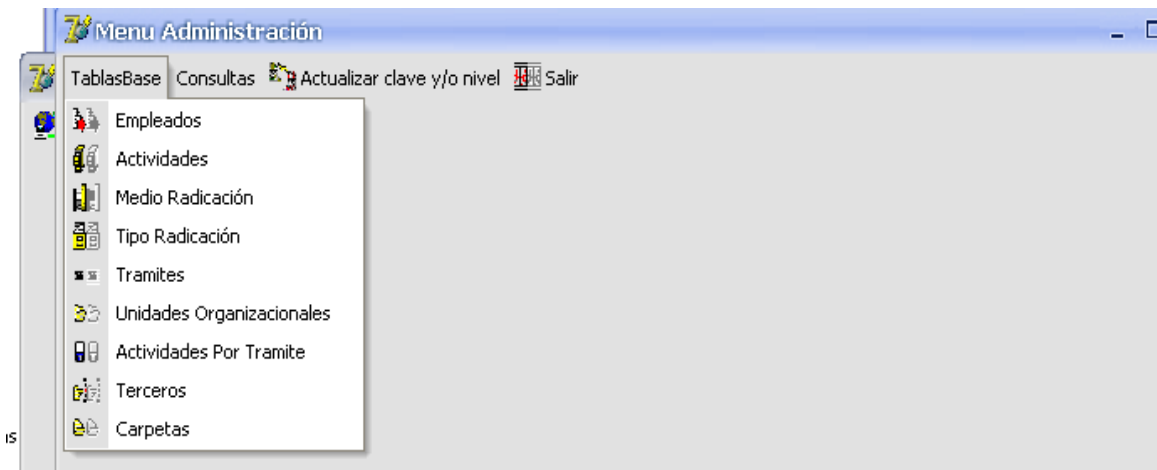 Menu Administración
TablasBase Consultas Actualizar clave y/o nivel Salir
Empleados
Actividades
Medio Radicación
Tipo Radicación
Tramites
Unidades Organizacionales
Actividades Por Tramite
Terceros
Carpetas